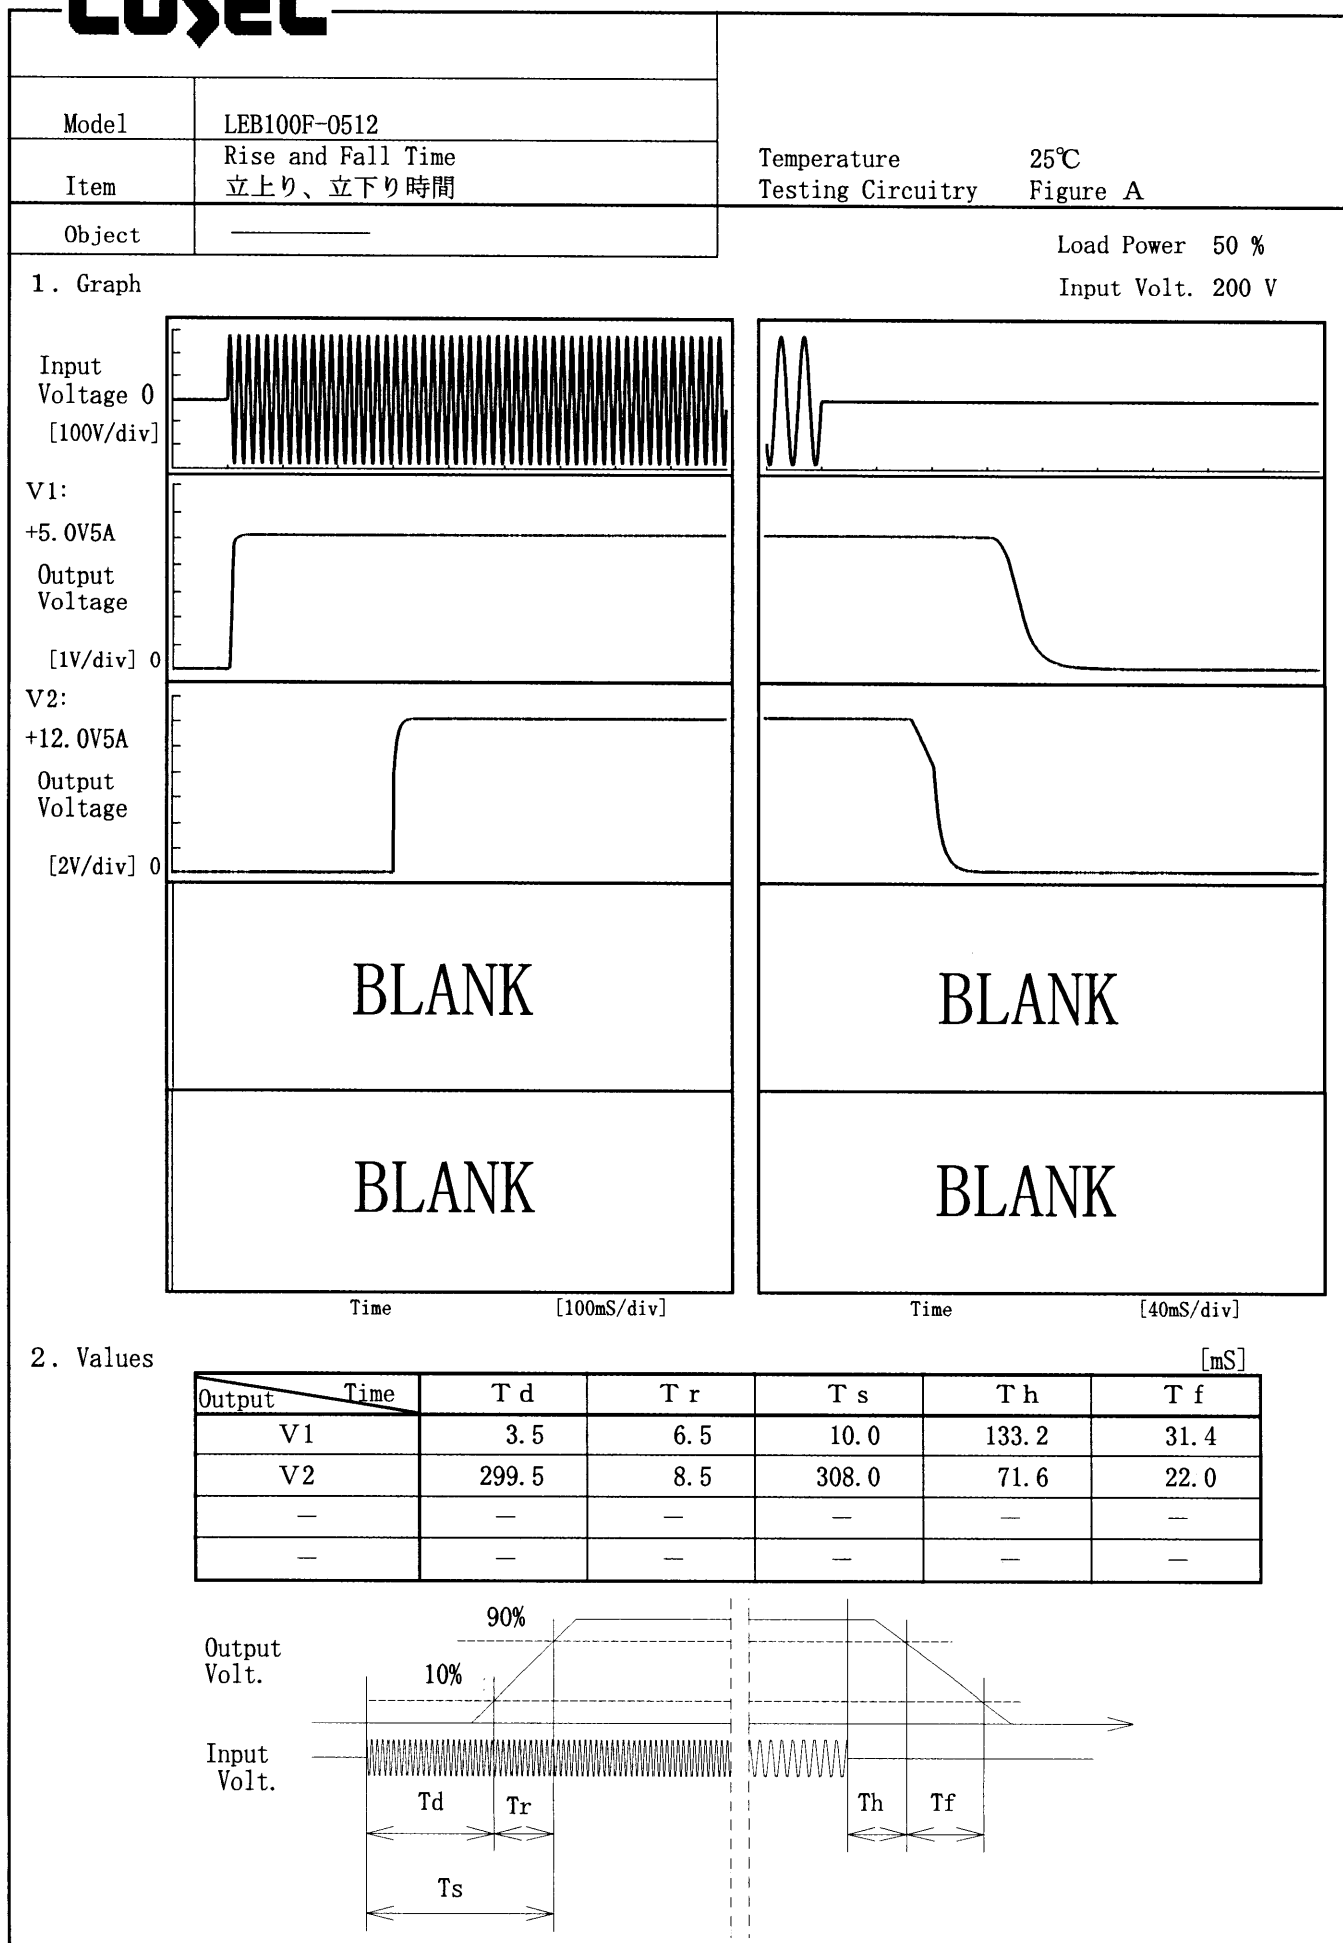 COSEL
Model LEB100F-0512
Item Rise and Fall Time
立上り、立下り時間
Object
Temperature 25℃
Testing Circuitry Figure A
Load Power 50 %
Input Volt. 200 V
1. Graph
Input
Voltage 0
[100V/div]
V1:
+5.0V5A
Output
Voltage
[1V/div] 0
V2:
+12.0V5A
Output
Voltage
[2V/div] 0
BLANK BLANK
BLANK BLANK
Time [100mS/div] Time [40mS/div]
2. Values [mS]
Output Time Td Tr Ts Th Tf
V1 3.5 6.5 10.0 133.2 31.4
V2 299.5 8.5 308.0 71.6 22.0
— — — — — —
— — — — — —
90%
Output
Volt.
10%
Input
Volt.
Td Tr Th Tf
Ts